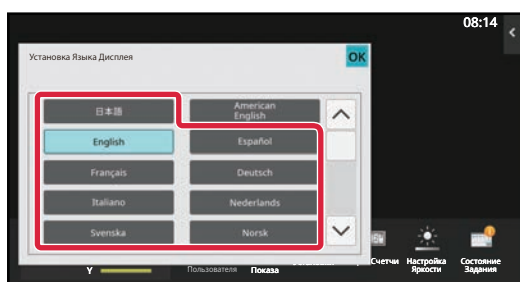 08:14
Установка Языка Дисплея
OK
日本語
American
English
English
Español
Français
Deutsch
Italiano
Nederlands
Svenska
Norsk
Счетчи
Настройка
Яркости
Состояние
Задания
Y
Пользователя
Показа